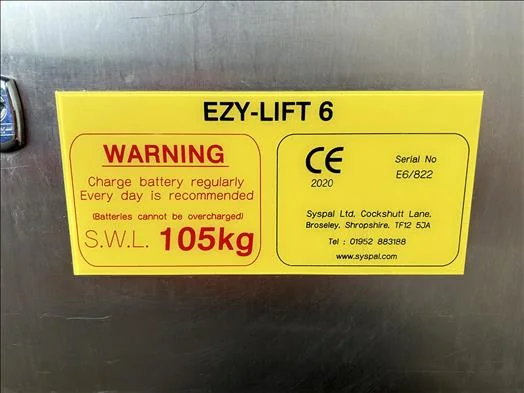 EZY-LIFT 6
WARNING
Charge battery regularly
Every day is recommended
(Batteries cannot be overcharged)
S.W.L. 105kg
CE
2020
Serial No
E6/822
Syspal Ltd, Cockshutt Lane,
Broseley, Shropshire, TF12 5JA
Tel : 01952 883188
www.syspal.com